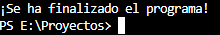 ¡Se ha finalizado el programa!
PS E:\Proyectos>